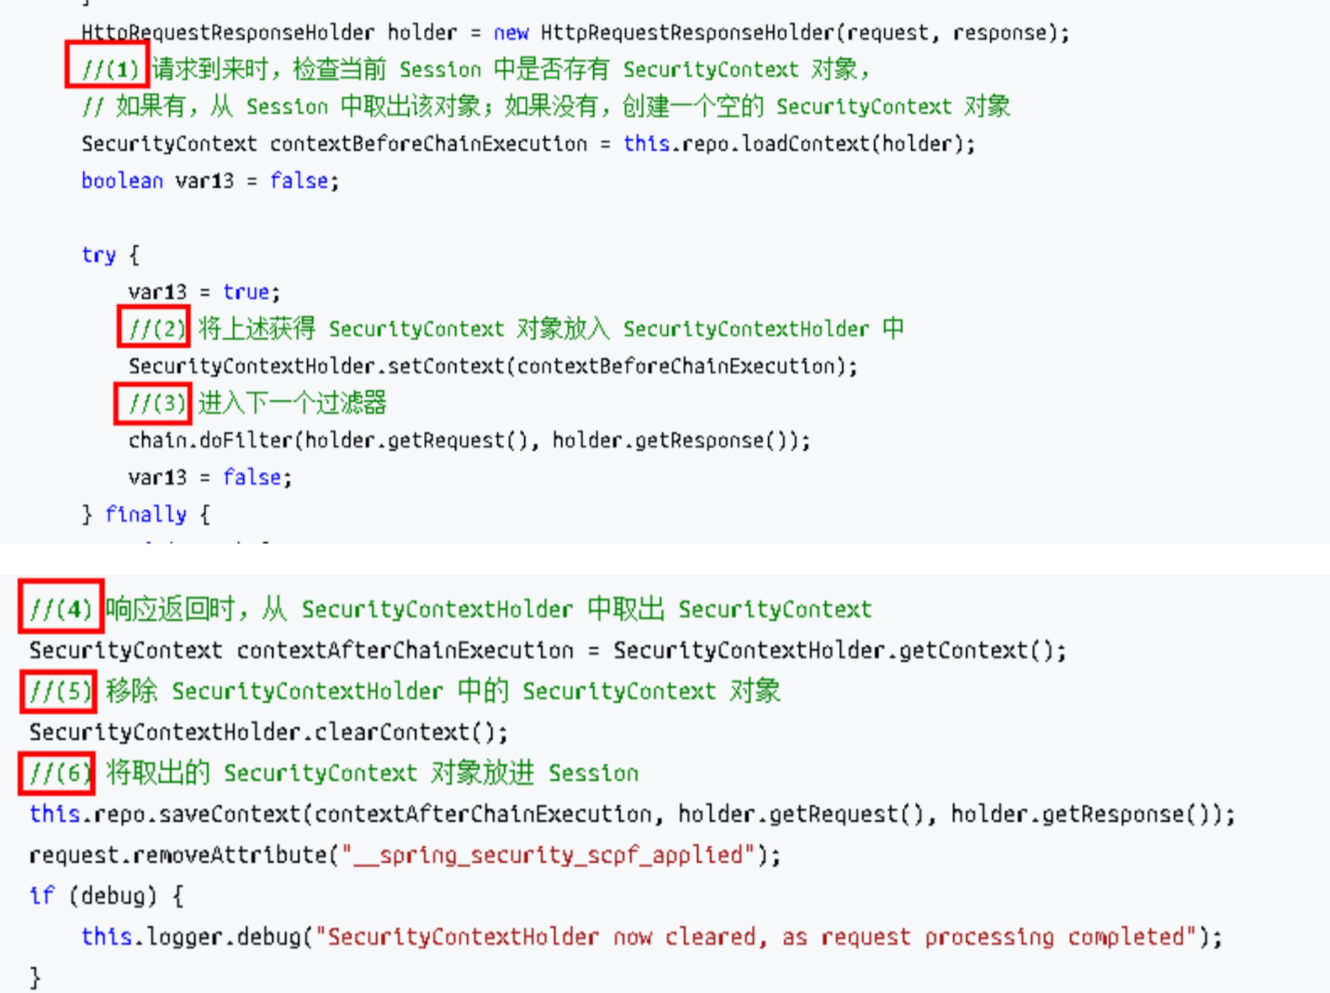 HttpRequestResponseHolder holder = new HttpRequestResponseHolder(request, response);
//(1) 请求到来时，检查当前 Session 中是否存有 SecurityContext 对象，
// 如果有，从 Session 中取出该对象；如果没有，创建一个空的 SecurityContext 对象
SecurityContext contextBeforeChainExecution = this.repo.loadContext(holder);
boolean var13 = false;
try {
var13 = true;
//(2) 将上述获得 SecurityContext 对象放入 SecurityContextHolder 中
SecurityContextHolder.setContext(contextBeforeChainExecution);
//(3) 进入下一个过滤器
chain.doFilter(holder.getRequest(), holder.getResponse());
var13 = false;
} finally {
//(4) 响应返回时，从 SecurityContextHolder 中取出 SecurityContext
SecurityContext contextAfterChainExecution = SecurityContextHolder.getContext();
//(5) 移除 SecurityContextHolder 中的 SecurityContext 对象
SecurityContextHolder.clearContext();
//(6) 将取出的 SecurityContext 对象放进 Session
this.repo.saveContext(contextAfterChainExecution, holder.getRequest(), holder.getResponse());
request.removeAttribute("__spring_security_scpf_applied");
if (debug) {
this.logger.debug("SecurityContextHolder now cleared, as request processing completed");
}